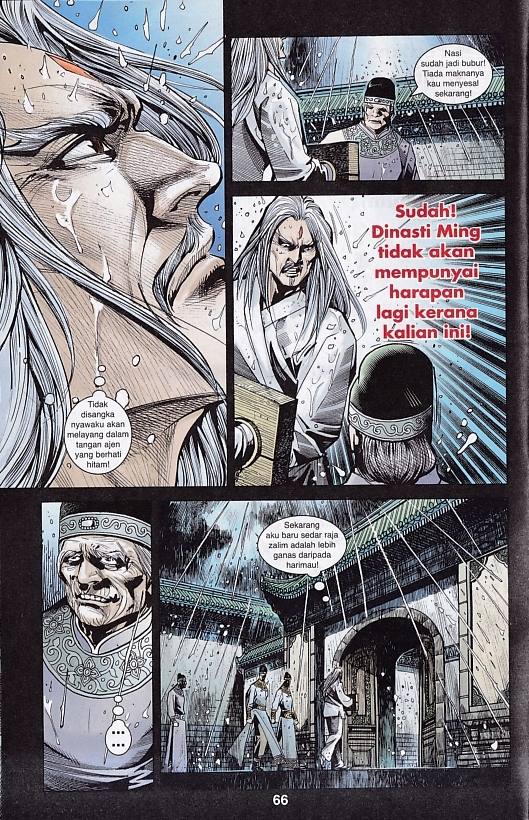 Tidak
disangka
nyawaku akan
melayang dalam
tangan ajen
yang berhati
hitam!
Nasi
sudah jadi bubur!
Tiada maknanya
kau menyesal
sekarang!
Sudah!
Dinasti Ming
tidak akan
mempunyai
harapan
lagi kerana
kalian ini!
...
...
Sekarang
aku baru sedar raja
zalim adalah lebih
ganas daripada
harimau!
66